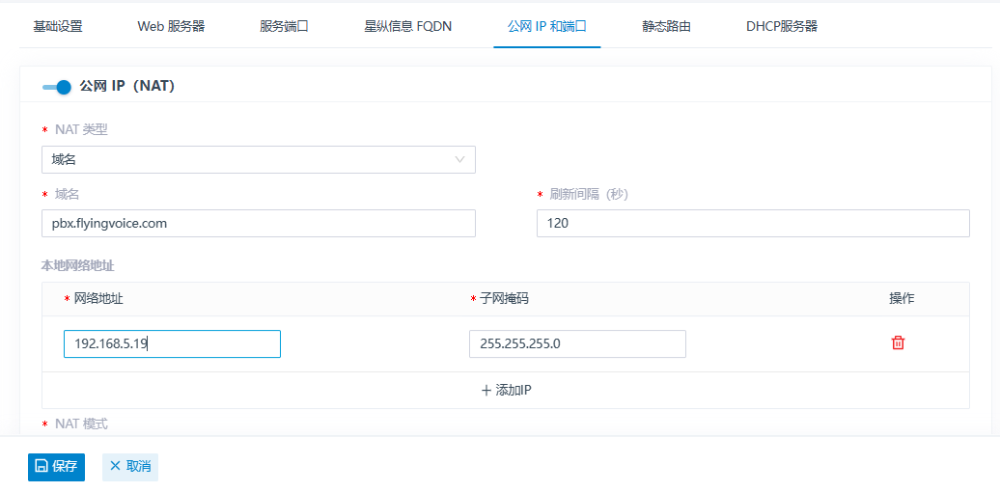 基础设置 Web 服务器 服务端口 星纵信息 FQDN 公网 IP 和端口 静态路由 DHCP服务器
公网 IP（NAT）
* NAT 类型
域名
* 域名 * 刷新间隔（秒）
pbx.flyingvoice.com 120
本地网络地址
* 网络地址 * 子网掩码 操作
192.168.5.19 255.255.255.0
+ 添加IP
* NAT 模式
保存 × 取消